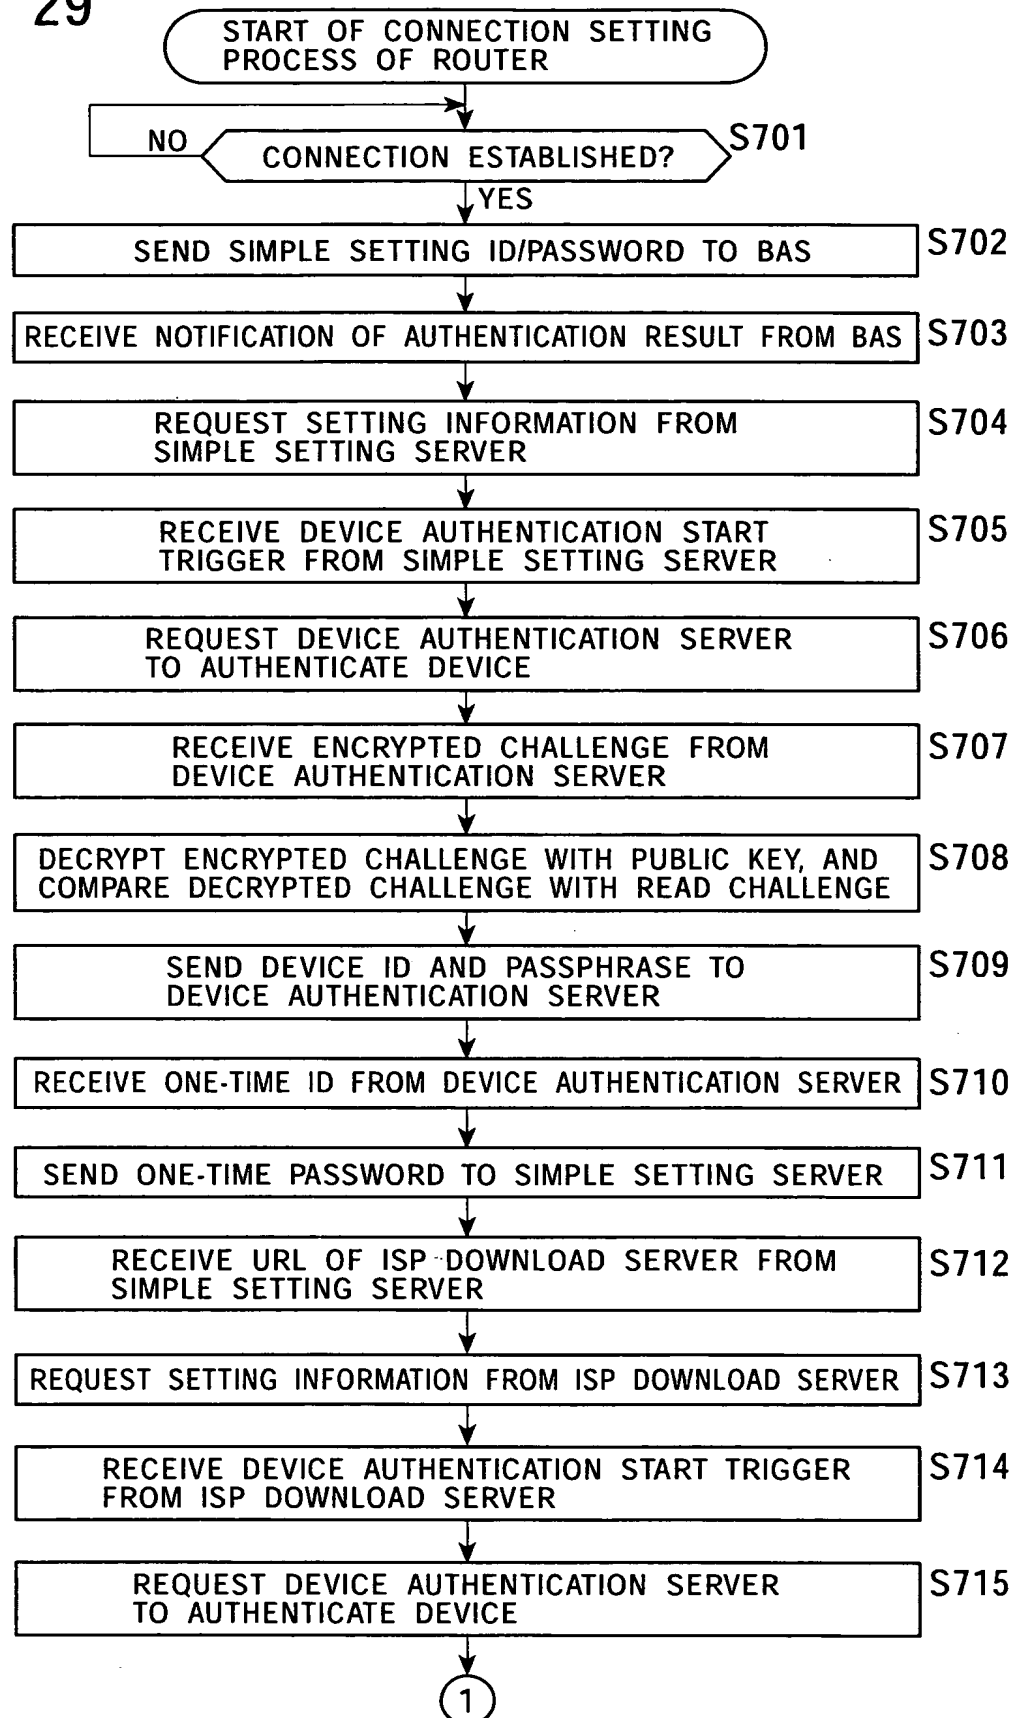 29
START OF CONNECTION SETTING
PROCESS OF ROUTER
NO
CONNECTION ESTABLISHED?
S701
YES
SEND SIMPLE SETTING ID/PASSWORD TO BAS
S702
RECEIVE NOTIFICATION OF AUTHENTICATION RESULT FROM BAS
S703
REQUEST SETTING INFORMATION FROM
SIMPLE SETTING SERVER
S704
RECEIVE DEVICE AUTHENTICATION START
TRIGGER FROM SIMPLE SETTING SERVER
S705
REQUEST DEVICE AUTHENTICATION SERVER
TO AUTHENTICATE DEVICE
S706
RECEIVE ENCRYPTED CHALLENGE FROM
DEVICE AUTHENTICATION SERVER
S707
DECRYPT ENCRYPTED CHALLENGE WITH PUBLIC KEY, AND
COMPARE DECRYPTED CHALLENGE WITH READ CHALLENGE
S708
SEND DEVICE ID AND PASSPHRASE TO
DEVICE AUTHENTICATION SERVER
S709
RECEIVE ONE-TIME ID FROM DEVICE AUTHENTICATION SERVER
S710
SEND ONE-TIME PASSWORD TO SIMPLE SETTING SERVER
S711
RECEIVE URL OF ISP DOWNLOAD SERVER FROM
SIMPLE SETTING SERVER
S712
REQUEST SETTING INFORMATION FROM ISP DOWNLOAD SERVER
S713
RECEIVE DEVICE AUTHENTICATION START TRIGGER
FROM ISP DOWNLOAD SERVER
S714
REQUEST DEVICE AUTHENTICATION SERVER
TO AUTHENTICATE DEVICE
S715
1